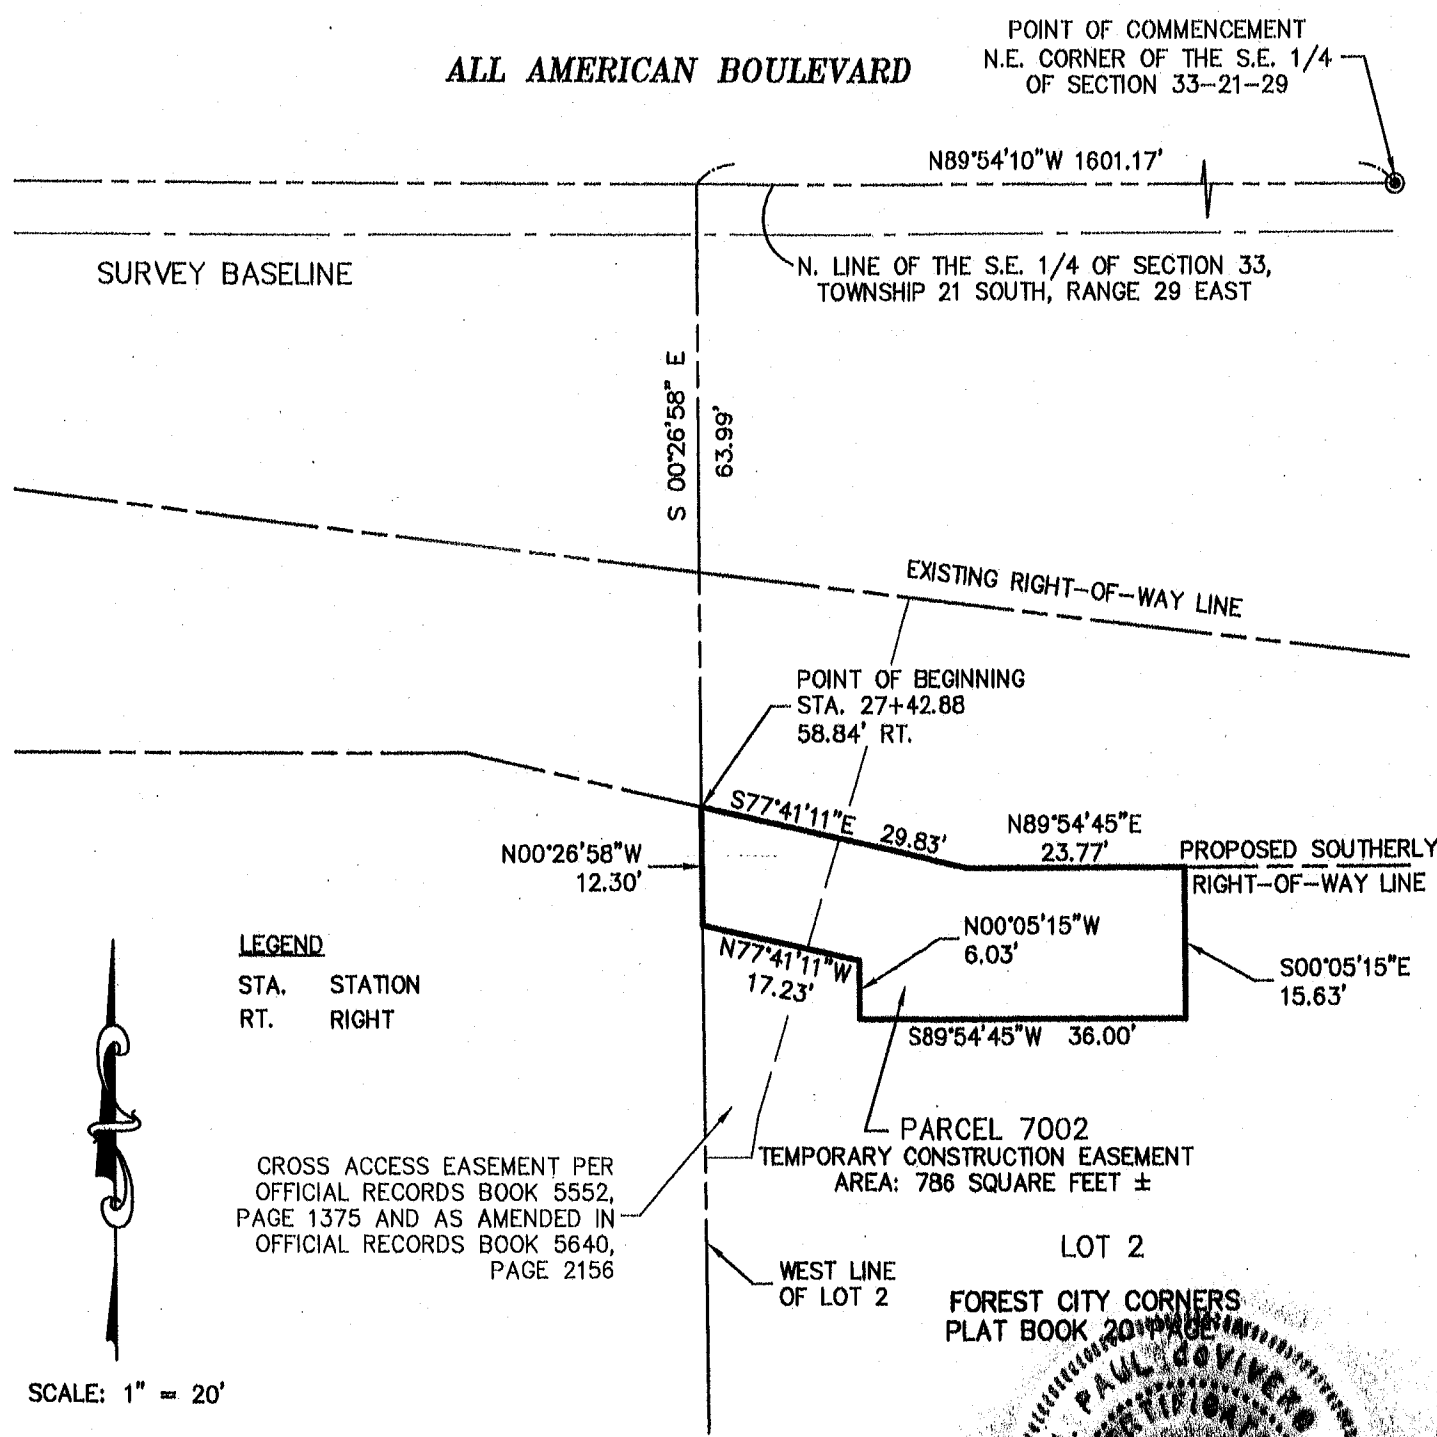 ALL AMERICAN BOULEVARD
POINT OF COMMENCEMENT
N.E. CORNER OF THE S.E. 1/4
OF SECTION 33-21-29
N89°54'10"W 1601.17'
SURVEY BASELINE
N. LINE OF THE S.E. 1/4 OF SECTION 33,
TOWNSHIP 21 SOUTH, RANGE 29 EAST
S 00°26'58" E
63.99'
EXISTING RIGHT-OF-WAY LINE
POINT OF BEGINNING
STA. 27+42.88
58.84' RT.
S77°41'11"E 29.83'
N89°54'45"E
23.77'
PROPOSED SOUTHERLY
RIGHT-OF-WAY LINE
N00°26'58"W
12.30'
N00°05'15"W
6.03'
S00°05'15"E
15.63'
N77°41'11"W
17.23'
S89°54'45"W 36.00'
LEGEND
STA. STATION
RT. RIGHT
PARCEL 7002
TEMPORARY CONSTRUCTION EASEMENT
AREA: 786 SQUARE FEET ±
CROSS ACCESS EASEMENT PER
OFFICIAL RECORDS BOOK 5552,
PAGE 1375 AND AS AMENDED IN
OFFICIAL RECORDS BOOK 5640,
PAGE 2156
LOT 2
WEST LINE
OF LOT 2
FOREST CITY CORNERS
PLAT BOOK 20 PAGE
SCALE: 1" = 20'
PAUL